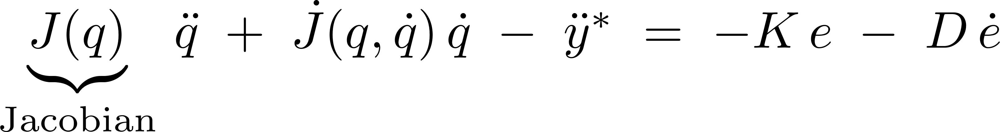 J(q) q̈ + J̇(q, q̇) q̇ − ÿ* = −K e − D ė
Jacobian